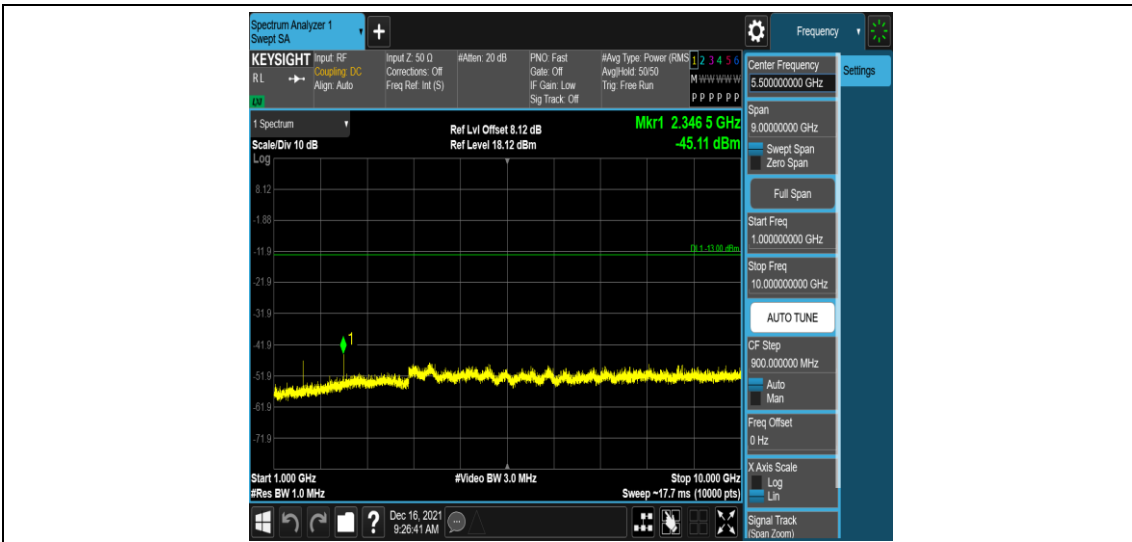 Spectrum Analyzer 1
Swept SA
+
Frequency
KEYSIGHT
RL
Input: RF
Coupling: DC
Align: Auto
Input Z: 50 Ω
Corrections: Off
Freq Ref: Int (S)
#Atten: 20 dB
PNO: Fast
Gate: Off
IF Gain: Low
Sig Track: Off
#Avg Type: Power (RMS
Avg|Hold: 50/50
Trig: Free Run
1 2 3 4 5 6
M W W W W W
P P P P P P
1 Spectrum
Scale/Div 10 dB
Log
Ref Lvl Offset 8.12 dB
Ref Level 18.12 dBm
Mkr1 2.346 5 GHz
-45.11 dBm
8.12
-1.88
-11.9
DL1 -13.00 dBm
-21.9
-31.9
-41.9
1
-51.9
-61.9
-71.9
Start 1.000 GHz
#Res BW 1.0 MHz
#Video BW 3.0 MHz
Stop 10.000 GHz
Sweep ~17.7 ms (10000 pts)
?
Dec 16, 2021
9:26:41 AM
Center Frequency
5.500000000 GHz
Settings
Span
9.00000000 GHz
Swept Span
Zero Span
Full Span
Start Freq
1.000000000 GHz
Stop Freq
10.000000000 GHz
AUTO TUNE
CF Step
900.000000 MHz
Auto
Man
Freq Offset
0 Hz
X Axis Scale
Log
Lin
Signal Track
(Span Zoom)